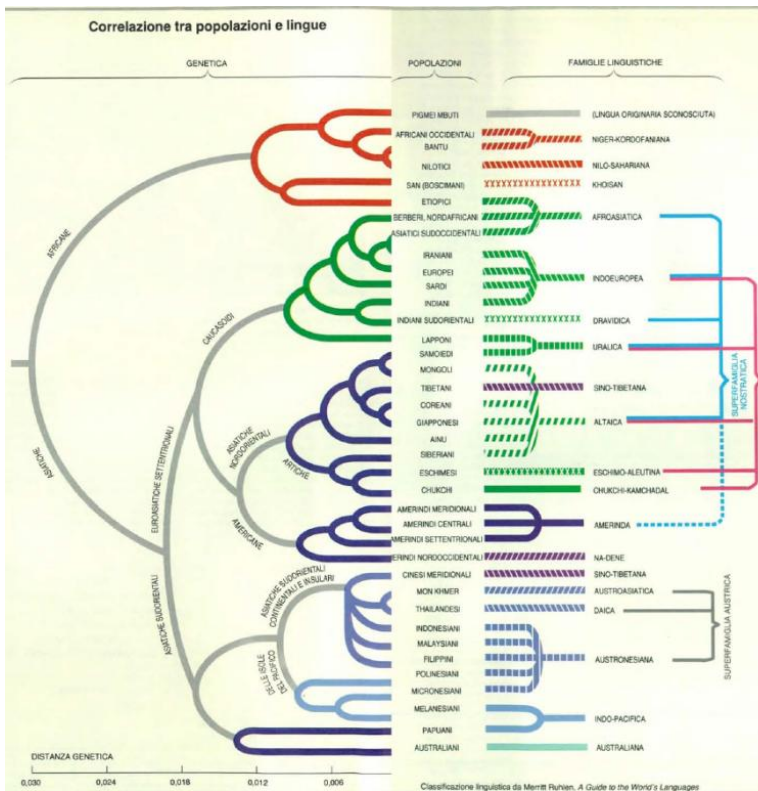 Correlazione tra popolazioni e lingue
GENETICA
POPOLAZIONI
FAMIGLIE LINGUISTICHE
PIGMEI MBUTI
(LINGUA ORIGINARIA SCONOSCIUTA)
AFRICANI OCCIDENTALI
BANTU
NIGER-KORDOFANIANA
NILOTICI
NILO-SAHARIANA
SAN (BOSCIMANI)
KHOISAN
ETIOPICI
BERBERI, NORDAFRICANI
AFROASIATICA
ASIATICI SUDOCCIDENTALI
IRANIANI
EUROPEI
INDOEUROPEA
SARDI
INDIANI
INDIANI SUDORIENTALI
DRAVIDICA
LAPPONI
URALICA
SAMOIEDI
MONGOLI
TIBETANI
SINO-TIBETANA
COREANI
GIAPPONESI
ALTAICA
AINU
SIBERIANI
ESCHIMESI
ESCHIMO-ALEUTINA
CHUKCHI
CHUKCHI-KAMCHADAL
AMERINDI MERIDIONALI
AMERINDI CENTRALI
AMERINDA
AMERINDI SETTENTRIONALI
ERINDI NORDOCCIDENTALI
NA-DENE
CINESI MERIDIONALI
SINO-TIBETANA
MON KHMER
AUSTROASIATICA
THAILANDESI
DAICA
INDONESIANI
MALAYSIANI
FILIPPINI
AUSTRONESIANA
POLINESIANI
MICRONESIANI
MELANESIANI
INDO-PACIFICA
PAPUANI
AUSTRALIANI
AUSTRALIANA
AFRICANE
ASIATICHE
CAUCASOIDI
EUROASIATICHE SETTENTRIONALI
ASIATICHE
NORDORIENTALI
ARTICHE
AMERICANE
ASIATICHE SUDORIENTALI
ASIATICHE SUDORIENTALI
CONTINENTALI E INSULARI
DELLE ISOLE
DEL PACIFICO
SUPERFAMIGLIA
NOSTRATICA
SUPERFAMIGLIA AUSTRICA
DISTANZA GENETICA
0,030 0,024 0,018 0,012 0,006
Classificazione linguistica da Merritt Ruhlen, A Guide to the World's Languages